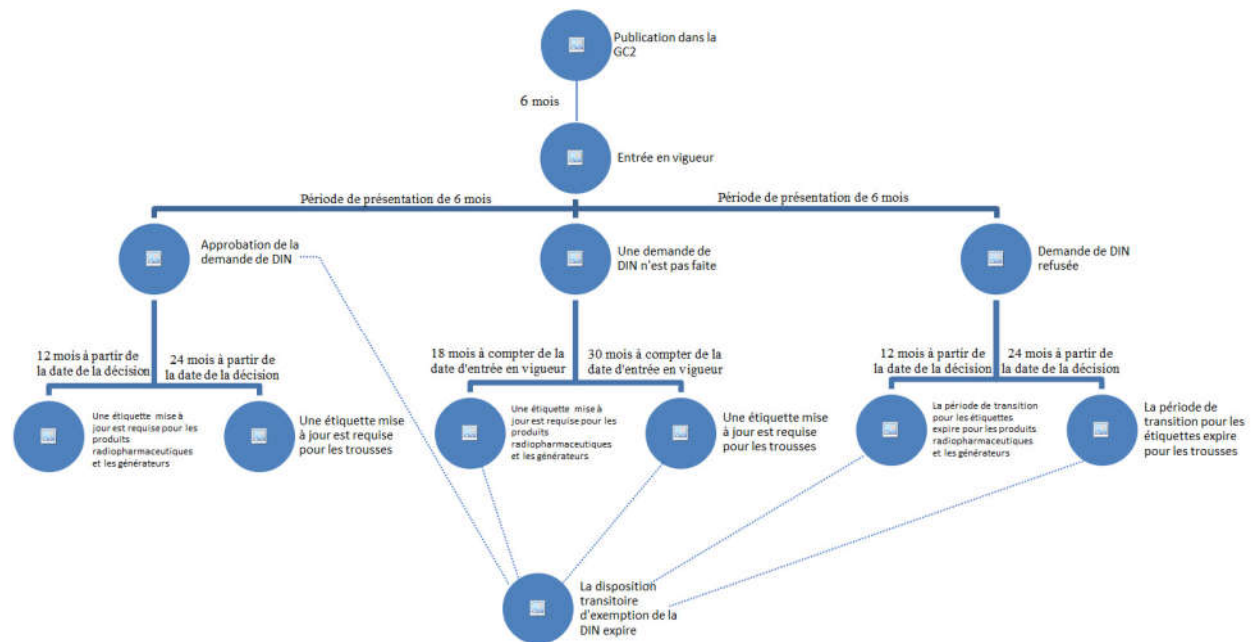 Publication dans la
GC2
6 mois
Entrée en vigueur
Période de présentation de 6 mois
Période de présentation de 6 mois
Approbation de la
demande de DIN
Une demande de
DIN n'est pas faite
Demande de DIN
refusée
12 mois à partir de
la date de la décision
24 mois à partir de
la date de la décision
18 mois à compter de la
date d'entrée en vigueur
30 mois à compter de la
date d'entrée en vigueur
12 mois à partir de
la date de la décision
24 mois à partir de
la date de la décision
Une étiquette mise à
jour est requise pour les
produits
radiopharmaceutiques
et les générateurs
Une étiquette mise
à jour est requise
pour les trousses
Une étiquette mise à
jour est requise pour les
produits
radiopharmaceutiques
et les générateurs
Une étiquette mise
à jour est requise
pour les trousses
La période de transition
pour les étiquettes
expire pour les produits
radiopharmaceutiques
et les générateurs
La période de
transition pour les
étiquettes expire
pour les trousses
La disposition
transitoire
d'exemption de la
DIN expire